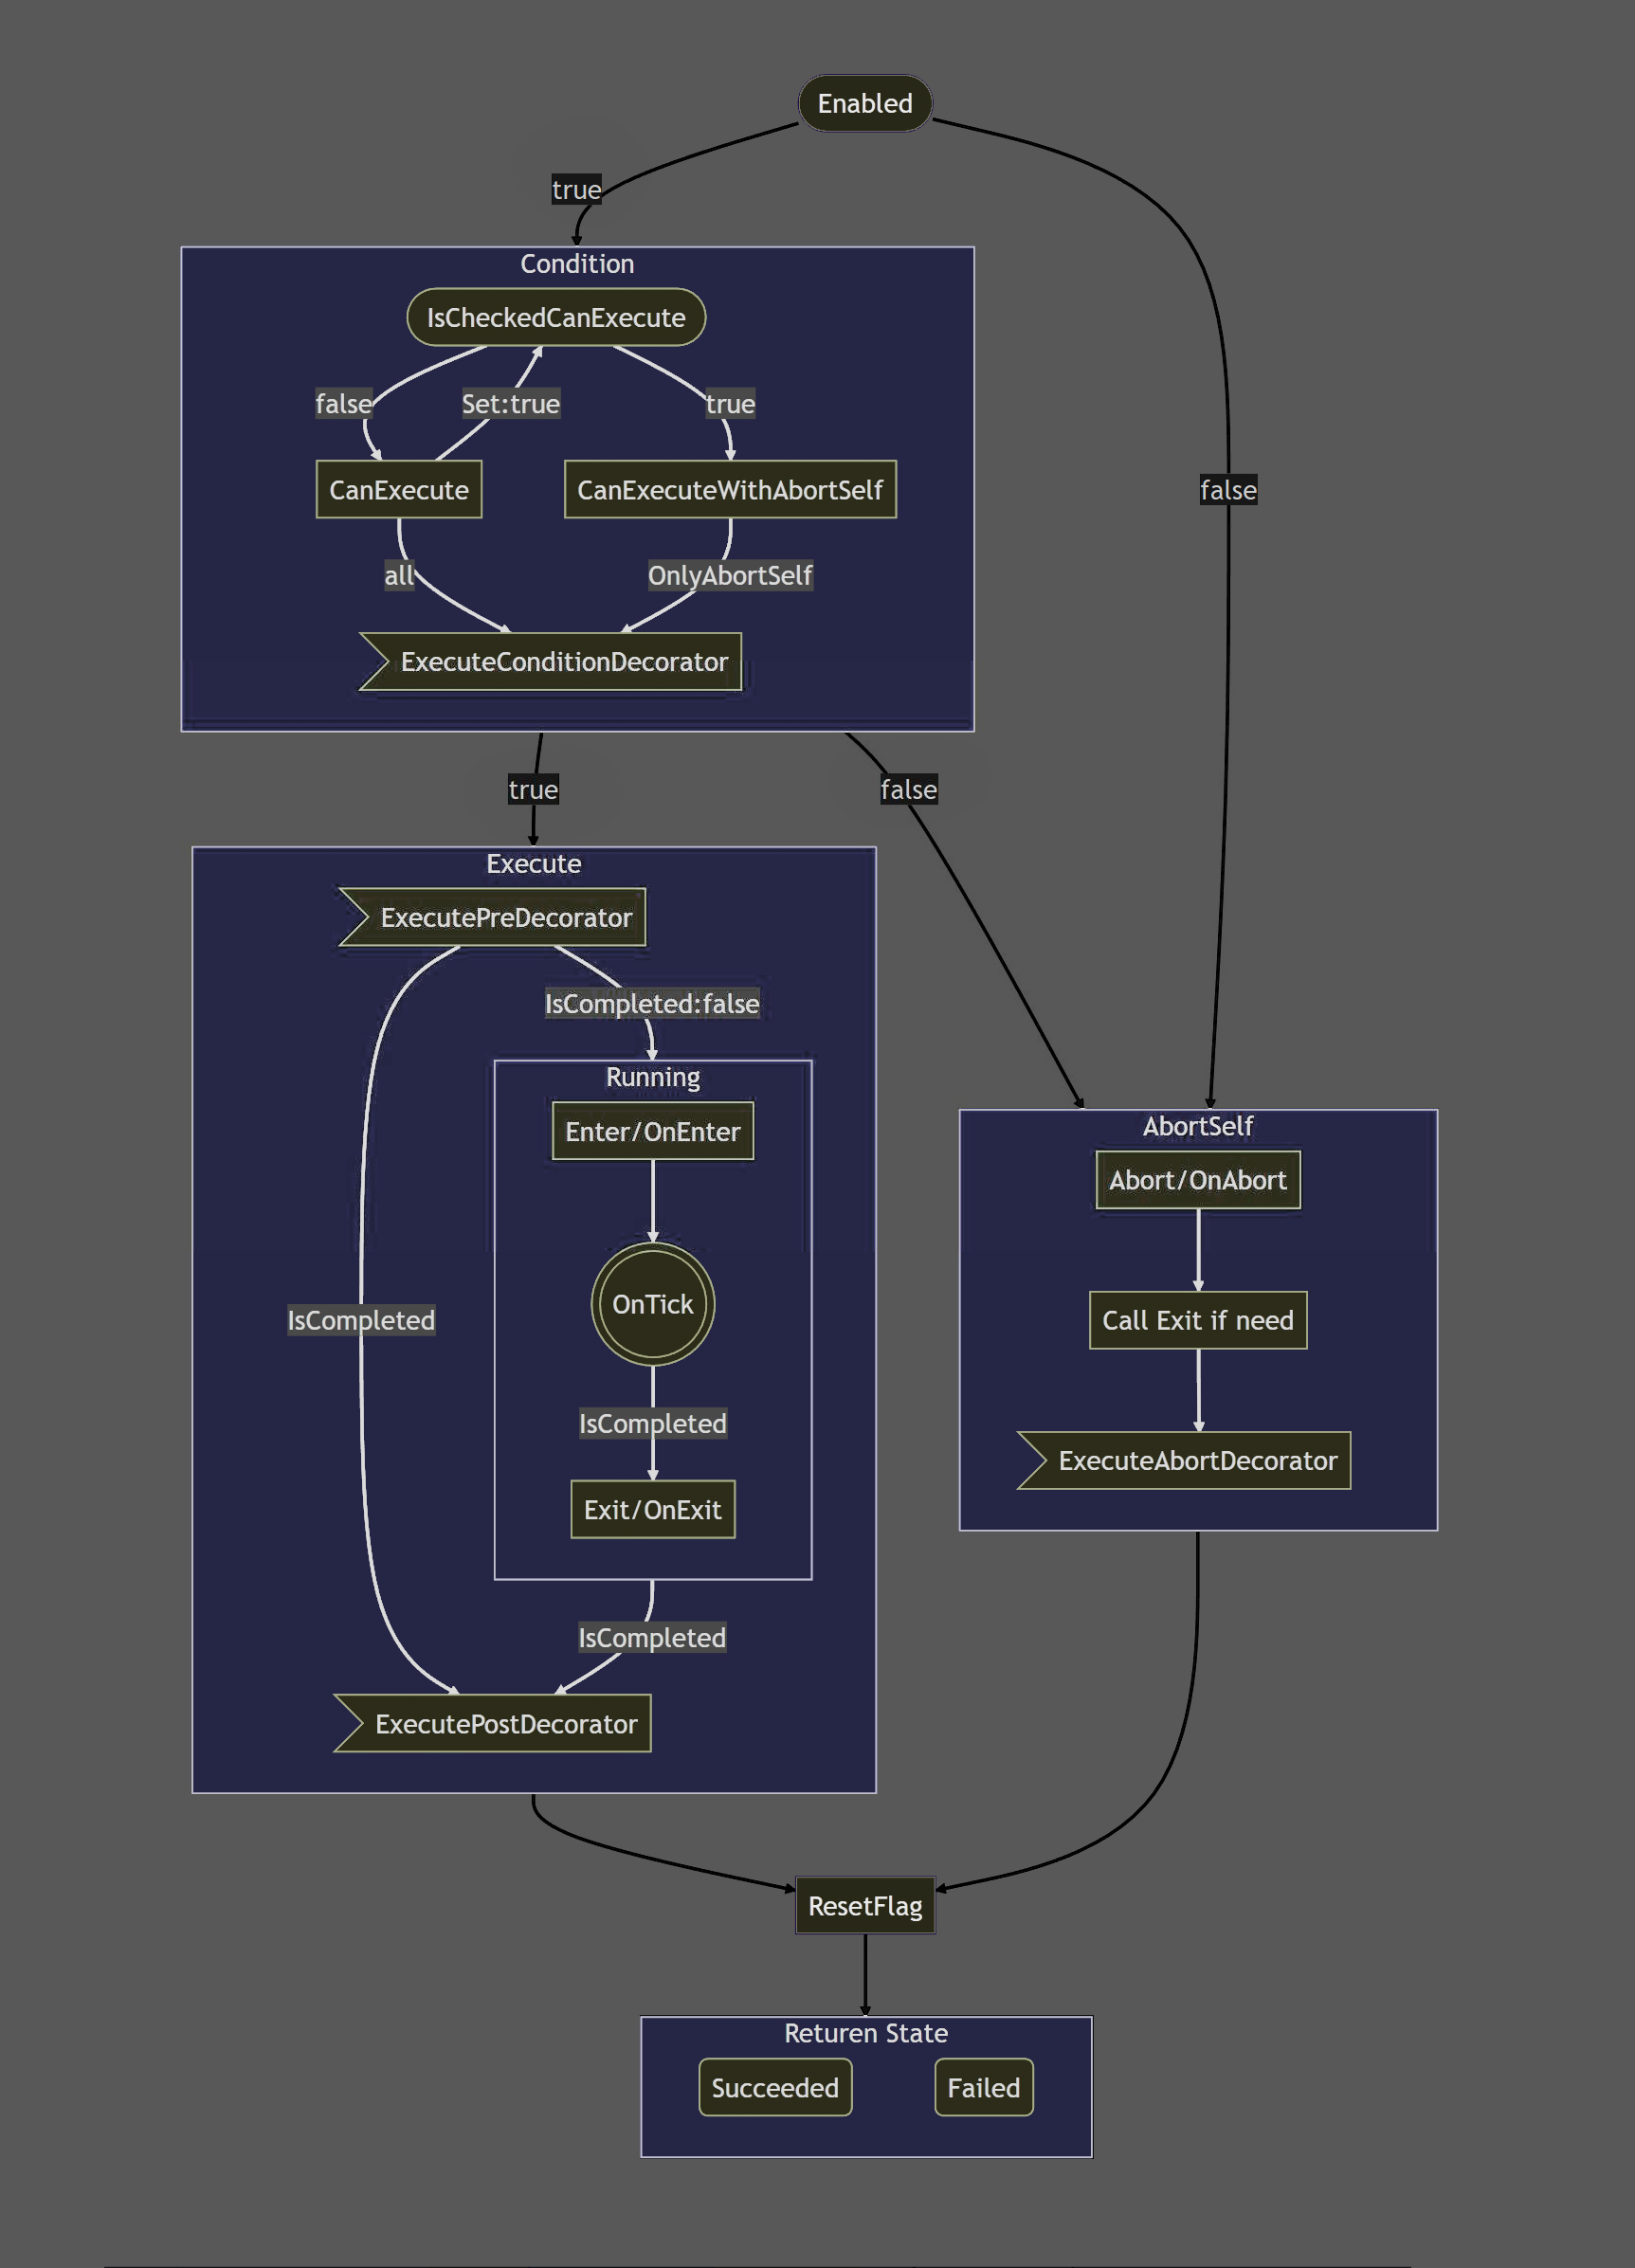 Enabled
true
Condition
IsCheckedCanExecute
false
Set:true
true
CanExecute
CanExecuteWithAbortSelf
false
all
OnlyAbortSelf
ExecuteConditionDecorator
true
false
Execute
ExecutePreDecorator
IsCompleted:false
Running
Enter/OnEnter
AbortSelf
Abort/OnAbort
OnTick
IsCompleted
Call Exit if need
IsCompleted
ExecuteAbortDecorator
Exit/OnExit
IsCompleted
ExecutePostDecorator
ResetFlag
Returen State
Succeeded
Failed